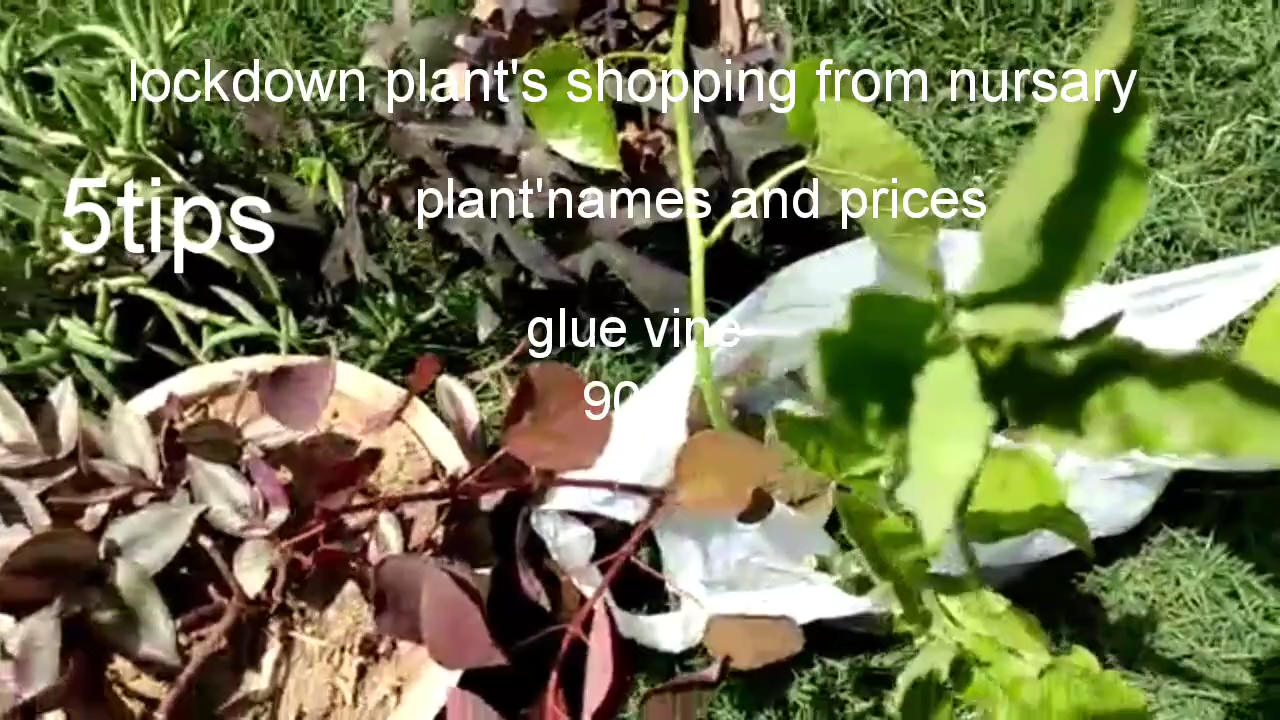 lockdown plant's shopping from nursary
5tips
plant'names and prices
glue vine
90